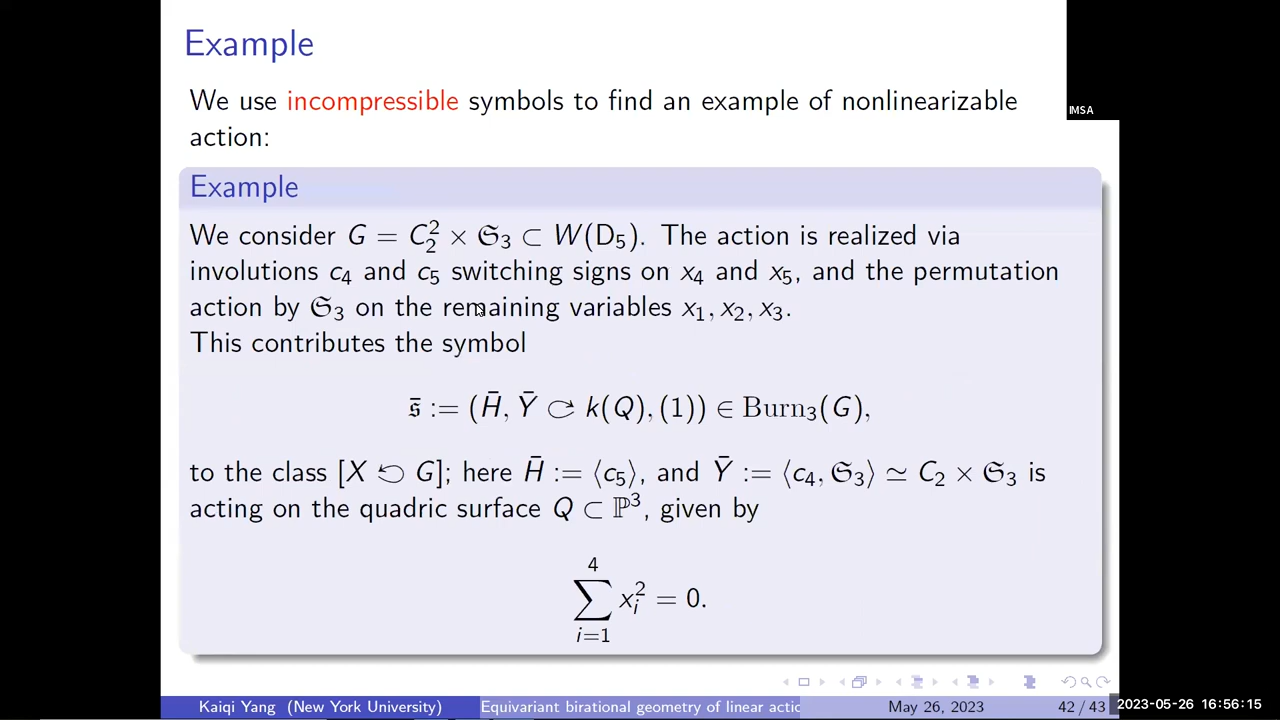 Example
We use incompressible symbols to find an example of nonlinearizable
action:
IMSA
Example
We consider G = C₂² × 𝔖₃ ⊂ W(D₅). The action is realized via
involutions c₄ and c₅ switching signs on x₄ and x₅, and the permutation
action by 𝔖₃ on the remaining variables x₁, x₂, x₃.
This contributes the symbol
𝔰̄ := (H̄, Ȳ ⟳ k(Q), (1)) ∈ Burn₃(G),
to the class [X ↺ G]; here H̄ := ⟨c₅⟩, and Ȳ := ⟨c₄, 𝔖₃⟩ ≃ C₂ × 𝔖₃ is
acting on the quadric surface Q ⊂ ℙ³, given by
4
∑ xᵢ² = 0.
i=1
Kaiqi Yang (New York University) Equivariant birational geometry of linear actio May 26, 2023 42 / 43
2023-05-26 16:56:15